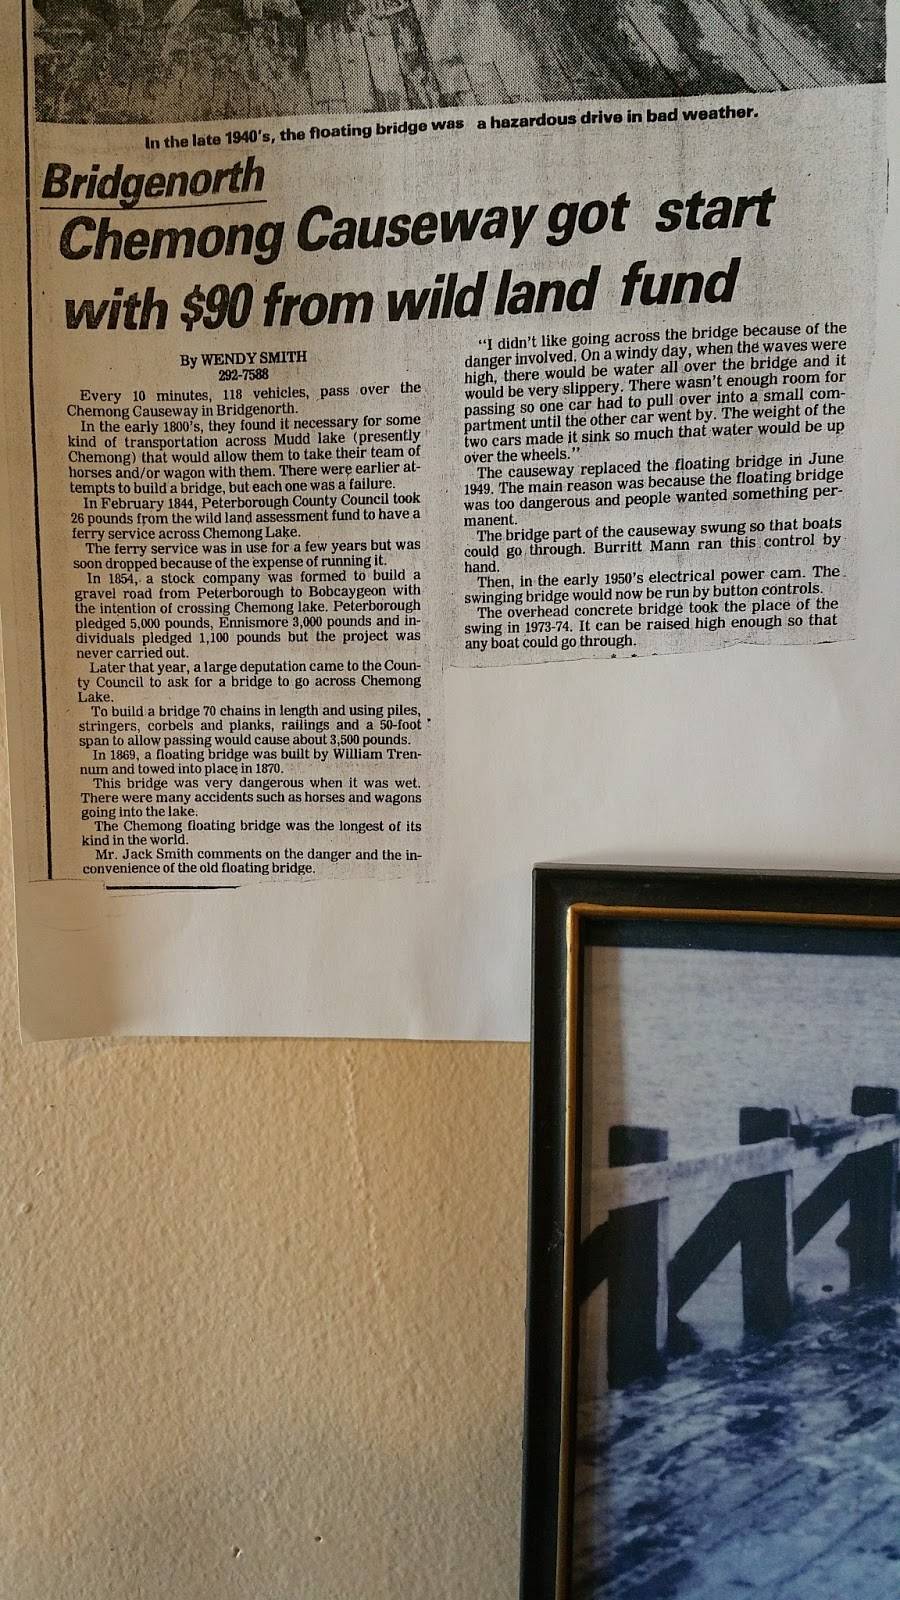 In the late 1940's, the floating bridge was a hazardous drive in bad weather.
Bridgenorth
Chemong Causeway got start
with $90 from wild land fund
By WENDY SMITH
292-7588
Every 10 minutes, 118 vehicles, pass over the
Chemong Causeway in Bridgenorth.
In the early 1800's, they found it necessary for some
kind of transportation across Mudd lake (presently
Chemong) that would allow them to take their team of
horses and/or wagon with them. There were earlier at-
tempts to build a bridge, but each one was a failure.
In February 1844, Peterborough County Council took
26 pounds from the wild land assessment fund to have a
ferry service across Chemong Lake.
The ferry service was in use for a few years but was
soon dropped because of the expense of running it.
In 1854, a stock company was formed to build a
gravel road from Peterborough to Bobcaygeon with
the intention of crossing Chemong lake. Peterborough
pledged 5,000 pounds, Ennismore 3,000 pounds and in-
dividuals pledged 1,100 pounds but the project was
never carried out.
Later that year, a large deputation came to the Coun-
ty Council to ask for a bridge to go across Chemong
Lake.
To build a bridge 70 chains in length and using piles,
stringers, corbels and planks, railings and a 50-foot
span to allow passing would cause about 3,500 pounds.
In 1869, a floating bridge was built by William Tren-
num and towed into place in 1870.
This bridge was very dangerous when it was wet.
There were many accidents such as horses and wagons
going into the lake.
The Chemong floating bridge was the longest of its
kind in the world.
Mr. Jack Smith comments on the danger and the in-
convenience of the old floating bridge.
"I didn't like going across the bridge because of the
danger involved. On a windy day, when the waves were
high, there would be water all over the bridge and it
would be very slippery. There wasn't enough room for
passing so one car had to pull over into a small com-
partment until the other car went by. The weight of the
two cars made it sink so much that water would be up
over the wheels."
The causeway replaced the floating bridge in June
1949. The main reason was because the floating bridge
was too dangerous and people wanted something per-
manent.
The bridge part of the causeway swung so that boats
could go through. Burritt Mann ran this control by
hand.
Then, in the early 1950's electrical power cam. The
swinging bridge would now be run by button controls.
The overhead concrete bridge took the place of the
swing in 1973-74. It can be raised high enough so that
any boat could go through.